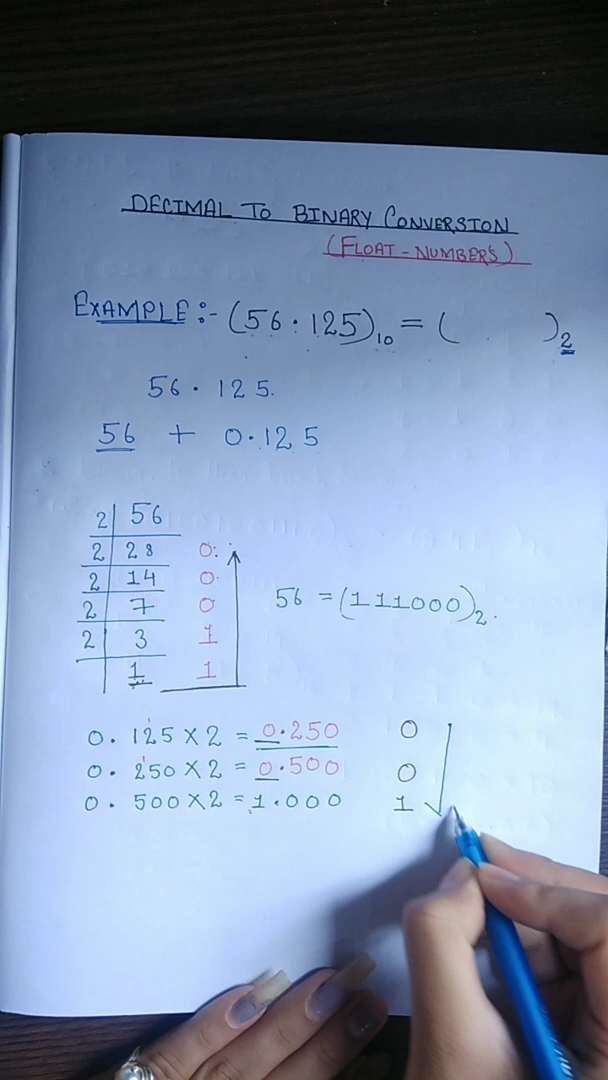 DECIMAL TO BINARY CONVERSION
(FLOAT-NUMBERS)
EXAMPLE:- (56.125)₁₀ = ( . )₂
56.125.
56 + 0.125
2 56
2 28 0
2 14 0
2 7 0
2 3 1
1 1
56 = (111000)₂.
0.125 X 2 = 0.250 0
0.250 X 2 = 0.500 0
0.500 X 2 = 1.000 1